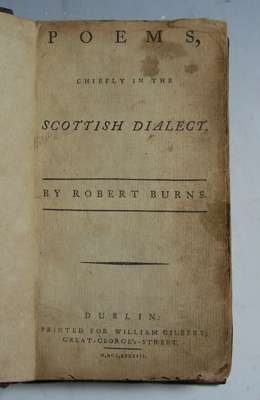 POEMS,
CHIEFLY IN THE
SCOTTISH DIALECT.
BY ROBERT BURNS.
DUBLIN:
PRINTED FOR WILLIAM GILBERT,
GREAT-GEORGE'S-STREET.